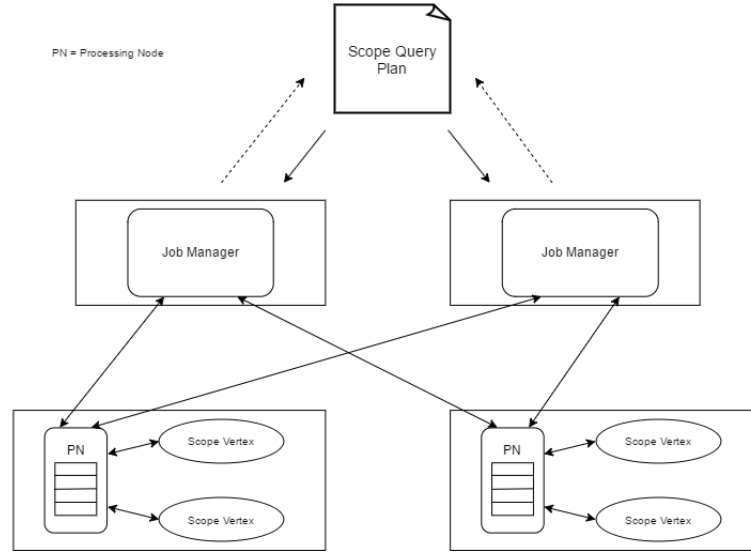 PN = Processing Node
Scope Query
Plan
Job Manager
Job Manager
PN
Scope Vertex
Scope Vertex
PN
Scope Vertex
Scope Vertex